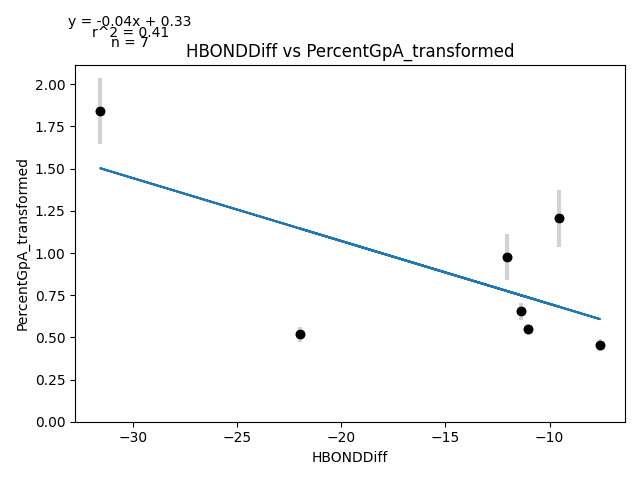 y = -0.04x + 0.33
r^2 = 0.41
n = 7
HBONDDiff vs PercentGpA_transformed
PercentGpA_transformed
2.00
1.75
1.50
1.25
1.00
0.75
0.50
0.25
0.00
−30
−25
−20
−15
−10
HBONDDiff